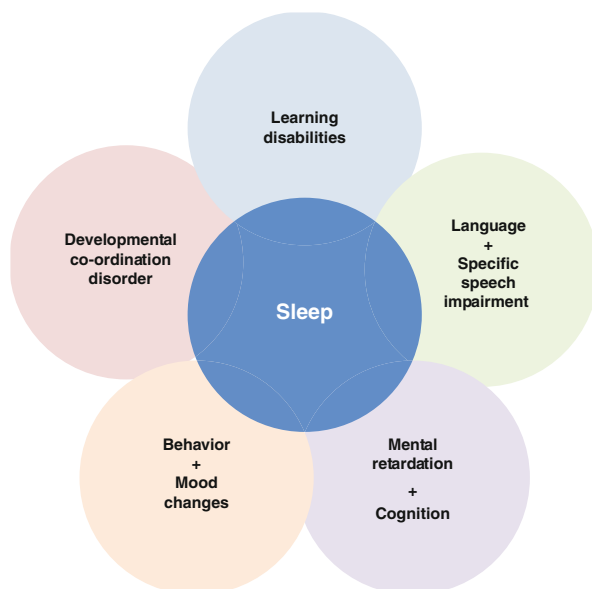 Learning
disabilities
Developmental
co-ordination
disorder
Language
+
Specific
speech
impairment
Sleep
Behavior
+
Mood
changes
Mental
retardation
+
Cognition